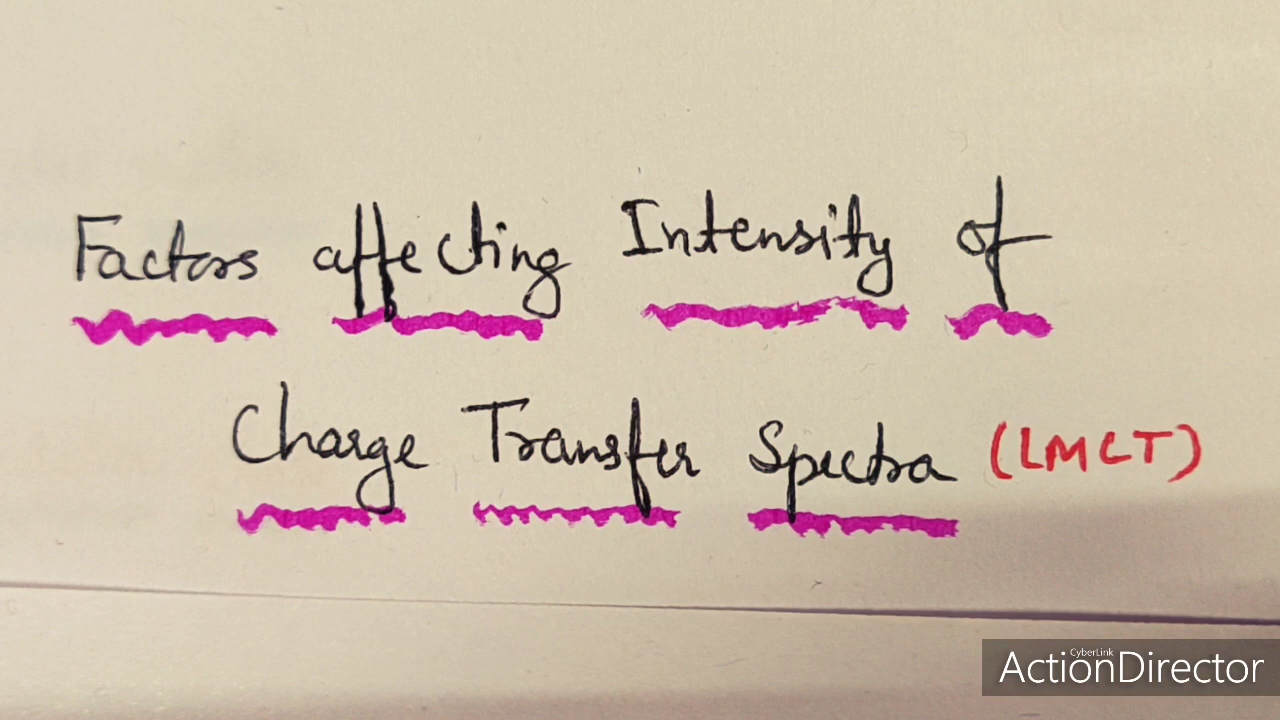 Factors affecting Intensity of
Charge Transfer Spectra (LMCT)
CyberLink
ActionDirector